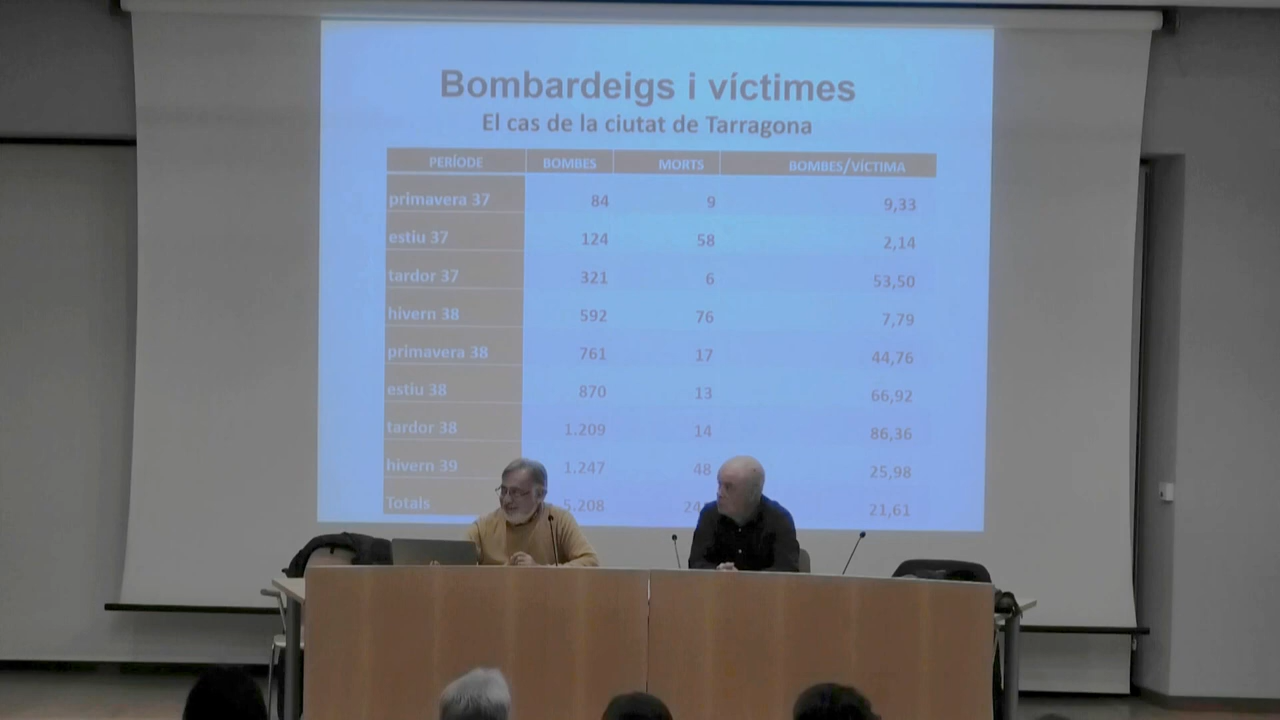 Bombardeigs i víctimes
El cas de la ciutat de Tarragona
PERÍODE BOMBES MORTS BOMBES/VÍCTIMA
primavera 37 84 9 9,33
estiu 37 124 58 2,14
tardor 37 321 6 53,50
hivern 38 592 76 7,79
primavera 38 761 17 44,76
estiu 38 870 13 66,92
tardor 38 1.209 14 86,36
hivern 39 1.247 48 25,98
Totals 5.208 21,61